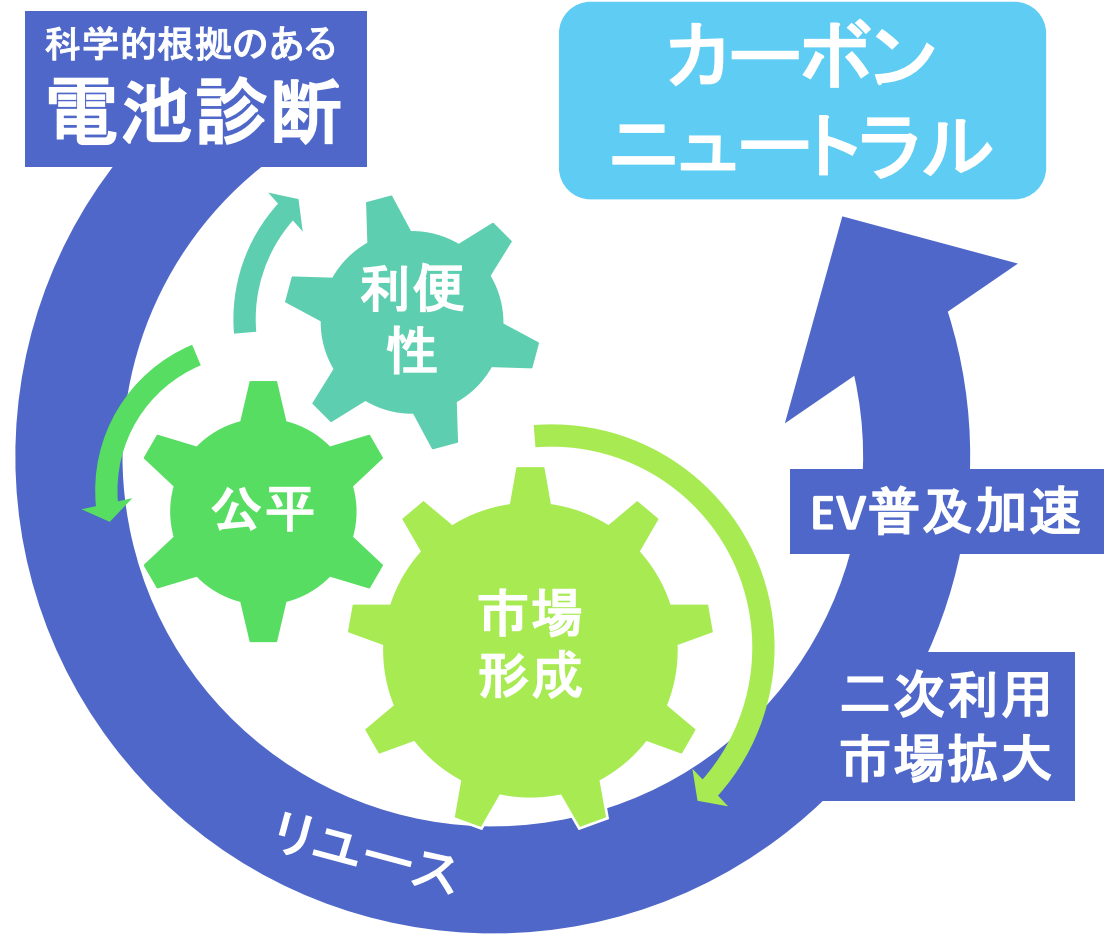 科学的根拠のある
電池診断
カーボン
ニュートラル
利便
性
公平
市場
形成
EV普及加速
二次利用
市場拡大
リユース